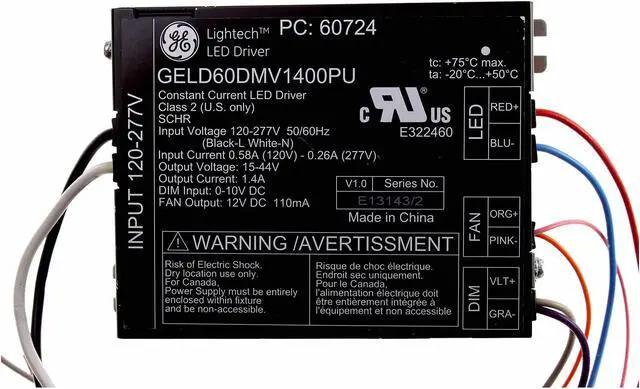 GE
Lightech™
LED Driver
PC: 60724
tc: +75°C max.
ta: -20°C...+50°C
GELD60DMV1400PU
Constant Current LED Driver
Class 2 (U.S. only)
SCHR
Input Voltage 120-277V 50/60Hz
(Black-L White-N)
Input Current 0.58A (120V) - 0.26A (277V)
Output Voltage: 15-44V
Output Current: 1.4A
DIM Input: 0-10V DC
FAN Output: 12V DC 110mA
C RU US
E322460
V1.0 Series No.
E13143/2
Made in China
INPUT 120-277V
WARNING /AVERTISSMENT
Risk of Electric Shock.
Dry location use only.
For Canada,
Power Supply must be entirely
enclosed within fixture
and be non-accessible.
Risque de choc électrique.
Endroit sec uniquement.
Pour le Canada,
l'alimentation électrique doit
être entièrement intégrée à
l'équipement et non-accessible.
LED
RED+
BLU-
FAN
ORG+
PINK-
DIM
VLT+
GRA-